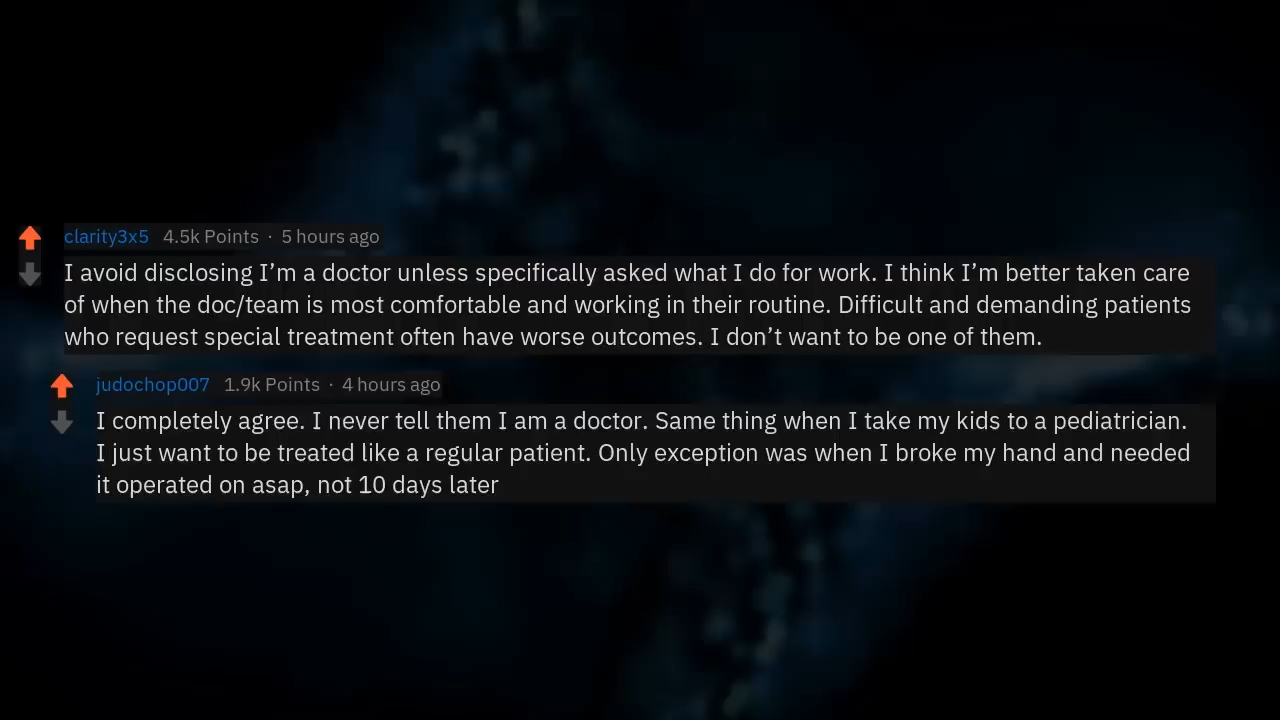 clarity3x5 4.5k Points · 5 hours ago
I avoid disclosing I’m a doctor unless specifically asked what I do for work. I think I’m better taken care
of when the doc/team is most comfortable and working in their routine. Difficult and demanding patients
who request special treatment often have worse outcomes. I don’t want to be one of them.
judochop007 1.9k Points · 4 hours ago
I completely agree. I never tell them I am a doctor. Same thing when I take my kids to a pediatrician.
I just want to be treated like a regular patient. Only exception was when I broke my hand and needed
it operated on asap, not 10 days later